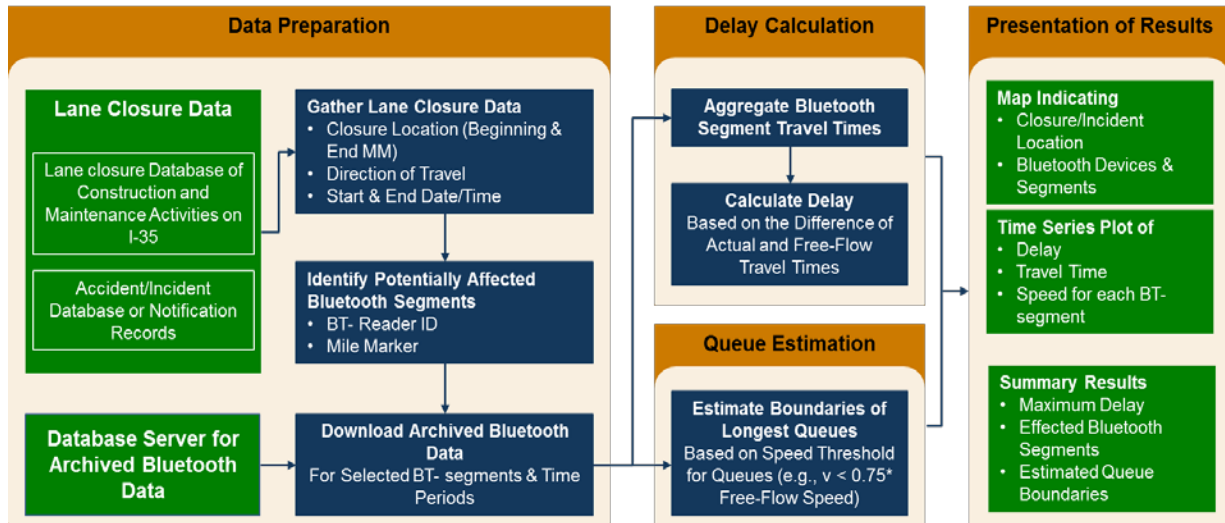 Data Preparation
Lane Closure Data
Lane closure Database of
Construction and
Maintenance Activities on
I-35
Accident/Incident
Database or Notification
Records
Database Server for
Archived Bluetooth
Data
Gather Lane Closure Data
• Closure Location (Beginning &
End MM)
• Direction of Travel
• Start & End Date/Time
Identify Potentially Affected
Bluetooth Segments
• BT- Reader ID
• Mile Marker
Download Archived Bluetooth
Data
For Selected BT- segments & Time
Periods
Delay Calculation
Aggregate Bluetooth
Segment Travel Times
Calculate Delay
Based on the Difference of
Actual and Free-Flow
Travel Times
Queue Estimation
Estimate Boundaries of
Longest Queues
Based on Speed Threshold
for Queues (e.g., v < 0.75*
Free-Flow Speed)
Presentation of Results
Map Indicating
• Closure/Incident
Location
• Bluetooth Devices &
Segments
Time Series Plot of
• Delay
• Travel Time
• Speed for each BT-
segment
Summary Results
• Maximum Delay
• Effected Bluetooth
Segments
• Estimated Queue
Boundaries